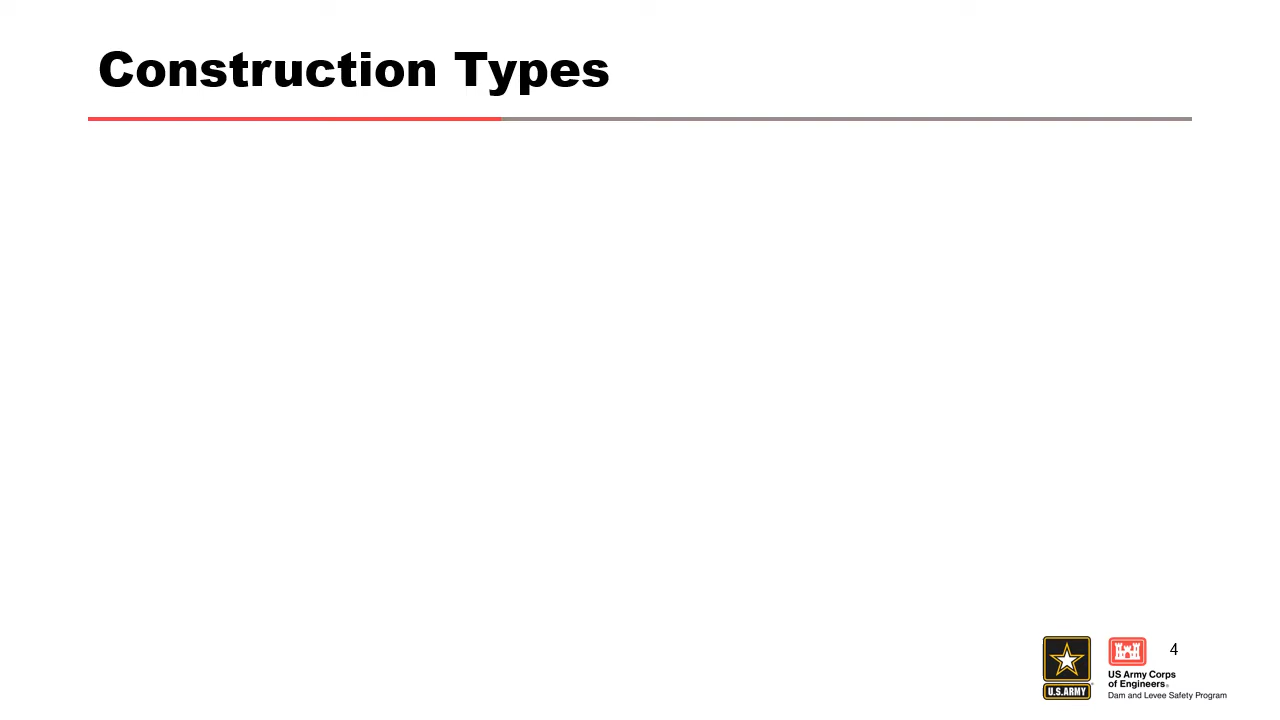 Construction Types
4
U.S.ARMY
US Army Corps
of Engineers®
Dam and Levee Safety Program